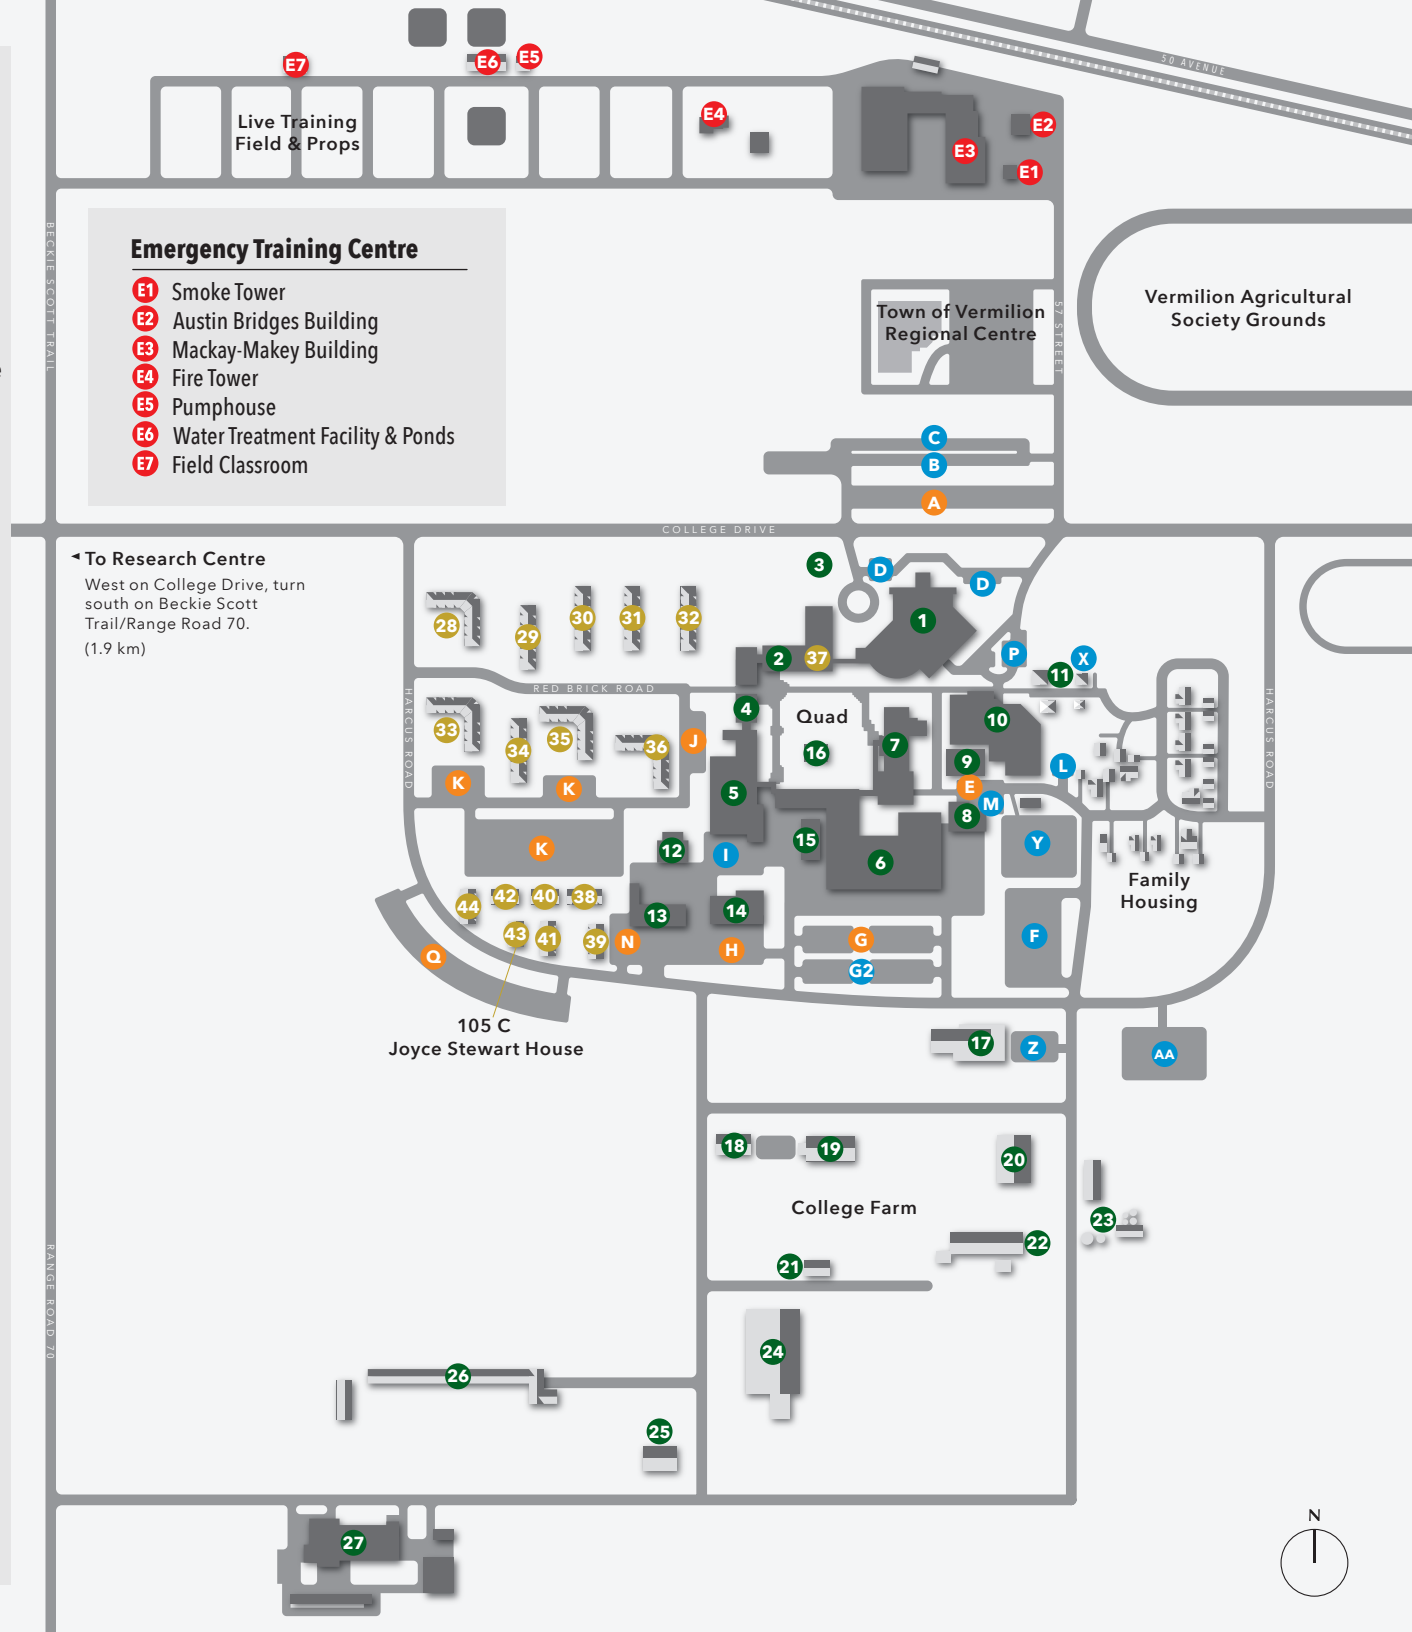 50 AVENUE
E7
E6
E5
E4
E2
E3
E1
Live Training
Field & Props
BECKIE SCOTT TRAIL
Emergency Training Centre
E1 Smoke Tower
E2 Austin Bridges Building
E3 Mackay-Makey Building
E4 Fire Tower
E5 Pumphouse
E6 Water Treatment Facility & Ponds
E7 Field Classroom
Town of Vermilion
Regional Centre
57 STREET
Vermilion Agricultural
Society Grounds
C
B
A
COLLEGE DRIVE
To Research Centre
West on College Drive, turn
south on Beckie Scott
Trail/Range Road 70.
(1.9 km)
3
D
D
1
28
29
30
31
32
2
37
P
11
X
HARCUS ROAD
RED BRICK ROAD
HARCUS ROAD
33
34
35
36
J
4
Quad
16
7
10
9
L
K
K
5
E
M
8
K
12
I
15
6
Y
Family
Housing
44
42
40
38
13
14
43
41
39
N
H
G
G2
F
Q
105 C
Joyce Stewart House
17
Z
AA
18
19
20
College Farm
23
22
21
RANGE ROAD 70
24
26
25
27
N